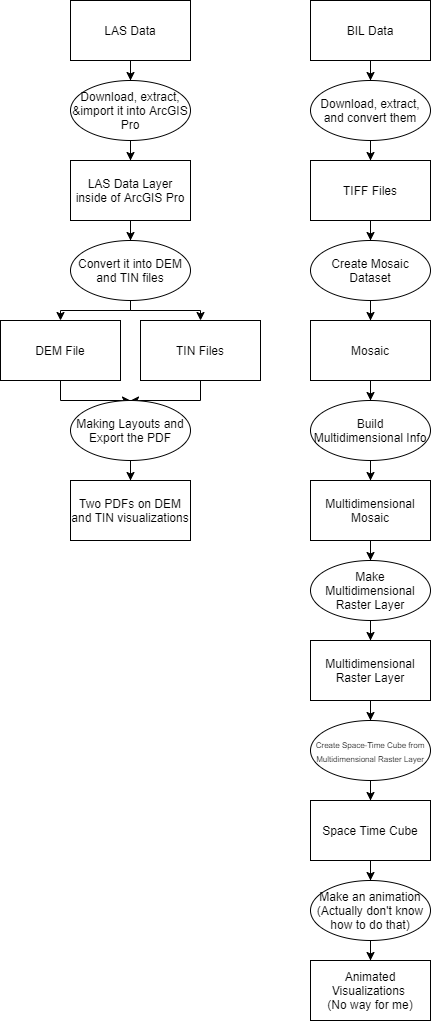 LAS Data
Download, extract,
&import it into ArcGIS
Pro
LAS Data Layer
inside of ArcGIS Pro
Convert it into DEM
and TIN files
DEM File
TIN Files
Making Layouts and
Export the PDF
Two PDFs on DEM
and TIN visualizations
BIL Data
Download, extract,
and convert them
TIFF Files
Create Mosaic
Dataset
Mosaic
Build
Multidimensional Info
Multidimensional
Mosaic
Make
Multidimensional
Raster Layer
Multidimensional
Raster Layer
Create Space-Time Cube from
Multidimensional Raster Layer
Space Time Cube
Make an animation
(Actually don't know
how to do that)
Animated
Visualizations
(No way for me)